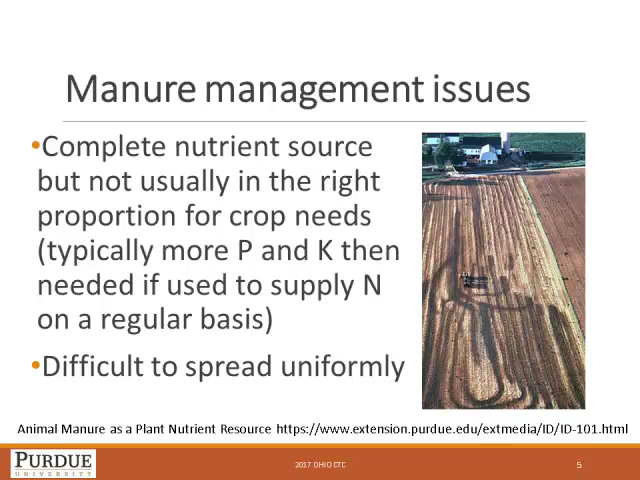 Manure management issues
•Complete nutrient source
but not usually in the right
proportion for crop needs
(typically more P and K then
needed if used to supply N
on a regular basis)
•Difficult to spread uniformly
Animal Manure as a Plant Nutrient Resource https://www.extension.purdue.edu/extmedia/ID/ID-101.html
PURDUE
UNIVERSITY
2017 OHIO CTC
5